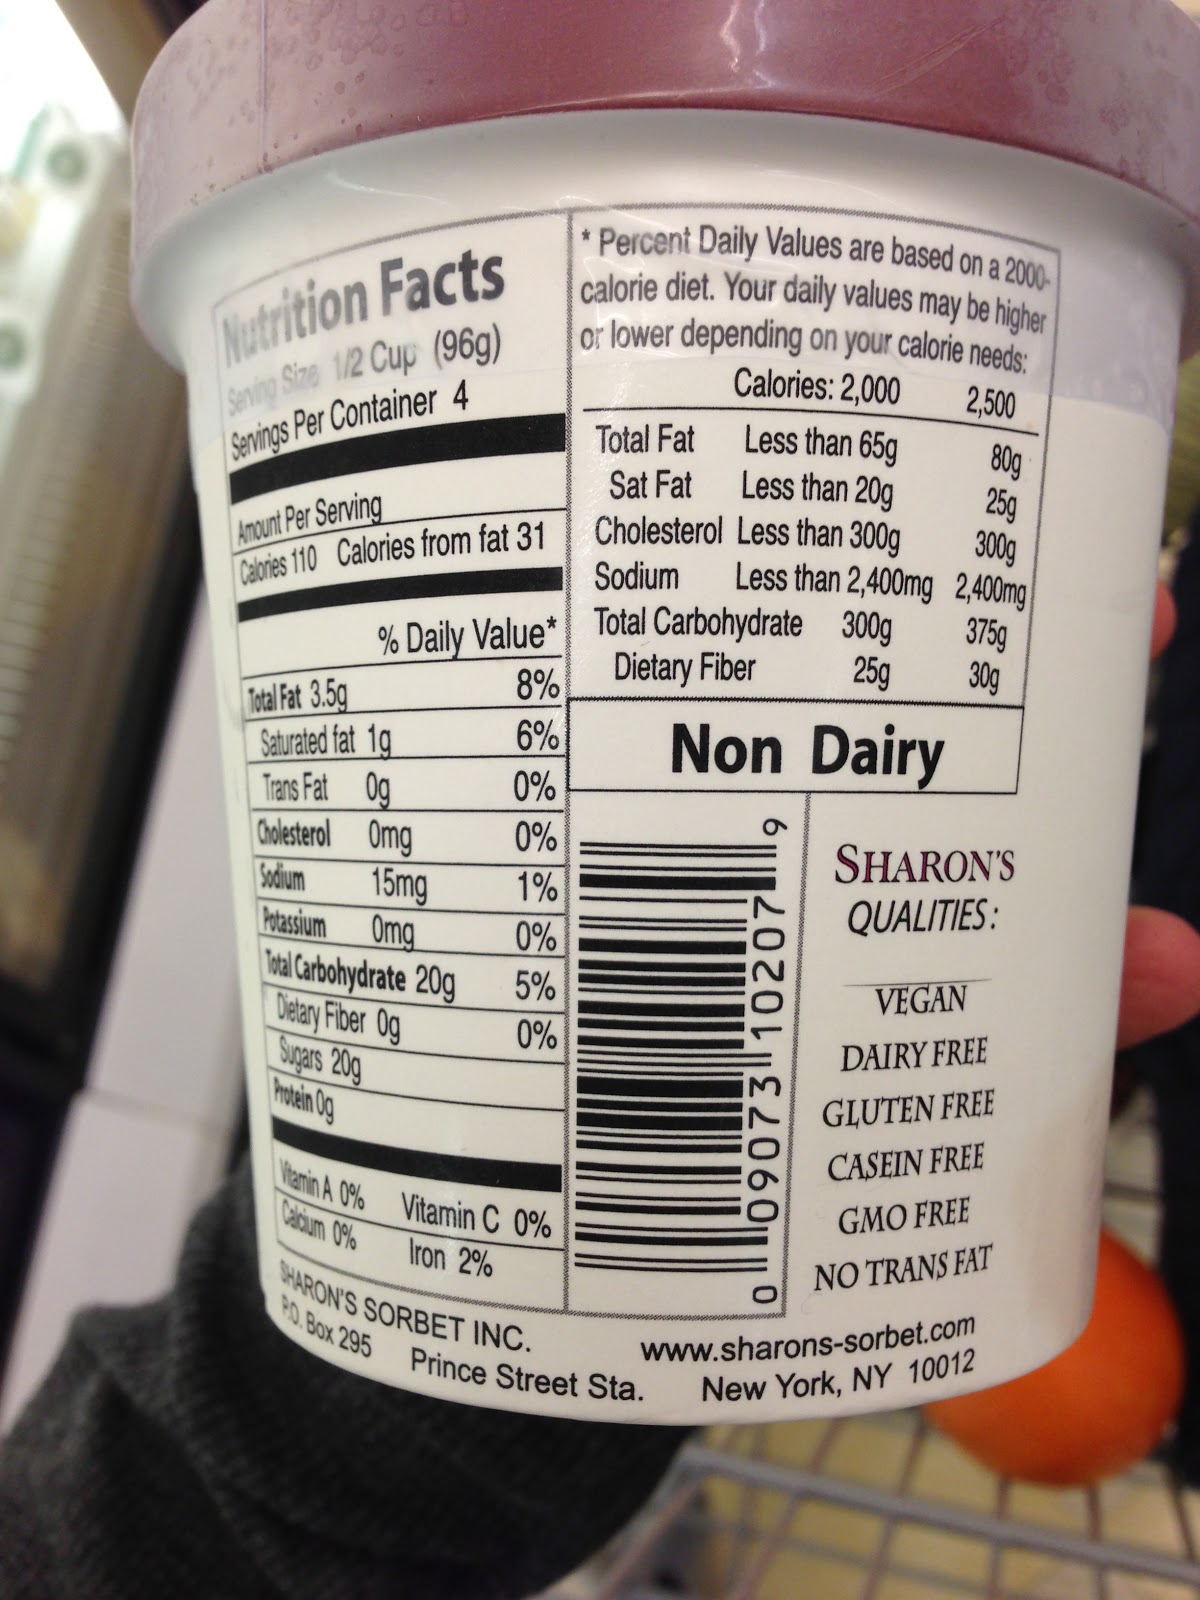 Nutrition Facts
Serving Size 1/2 Cup (96g)
Servings Per Container 4
Amount Per Serving
Calories 110 Calories from fat 31
% Daily Value*
Total Fat 3.5g 8%
Saturated fat 1g 6%
Trans Fat 0g 0%
Cholesterol 0mg 0%
Sodium 15mg 1%
Potassium 0mg 0%
Total Carbohydrate 20g 5%
Dietary Fiber 0g 0%
Sugars 20g
Protein 0g
Vitamin A 0% Vitamin C 0%
Calcium 0% Iron 2%
* Percent Daily Values are based on a 2000-
calorie diet. Your daily values may be higher
or lower depending on your calorie needs:
Calories: 2,000 2,500
Total Fat Less than 65g 80g
Sat Fat Less than 20g 25g
Cholesterol Less than 300g 300g
Sodium Less than 2,400mg 2,400mg
Total Carbohydrate 300g 375g
Dietary Fiber 25g 30g
Non Dairy
0 09073 10207 9
SHARON'S
QUALITIES:
VEGAN
DAIRY FREE
GLUTEN FREE
CASEIN FREE
GMO FREE
NO TRANS FAT
SHARON'S SORBET INC. www.sharons-sorbet.com
P.O. Box 295 Prince Street Sta. New York, NY 10012